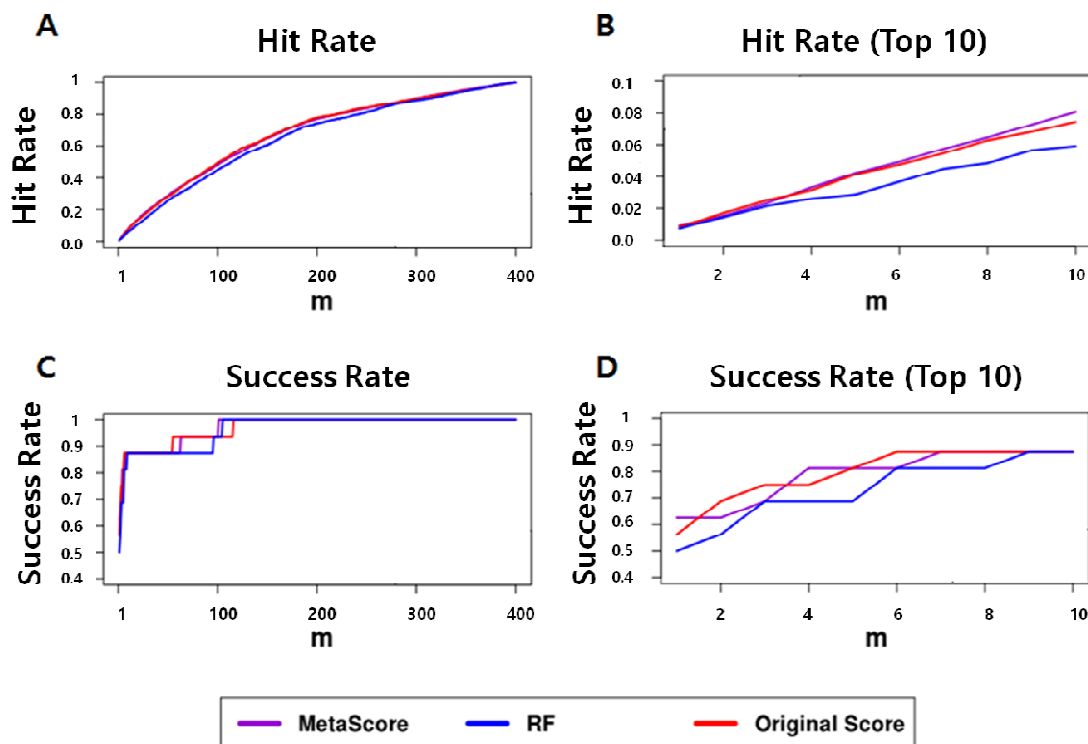 A
Hit Rate
Hit Rate
1
0.8
0.6
0.4
0.2
0.0
1 100 200 300 400
m
B
Hit Rate (Top 10)
Hit Rate
0.1
0.08
0.06
0.04
0.02
0.0
2 4 6 8 10
m
C
Success Rate
Success Rate
1
0.9
0.8
0.7
0.6
0.5
0.4
1 100 200 300 400
m
D
Success Rate (Top 10)
Success Rate
1
0.9
0.8
0.7
0.6
0.5
0.4
2 4 6 8 10
m
MetaScore RF Original Score